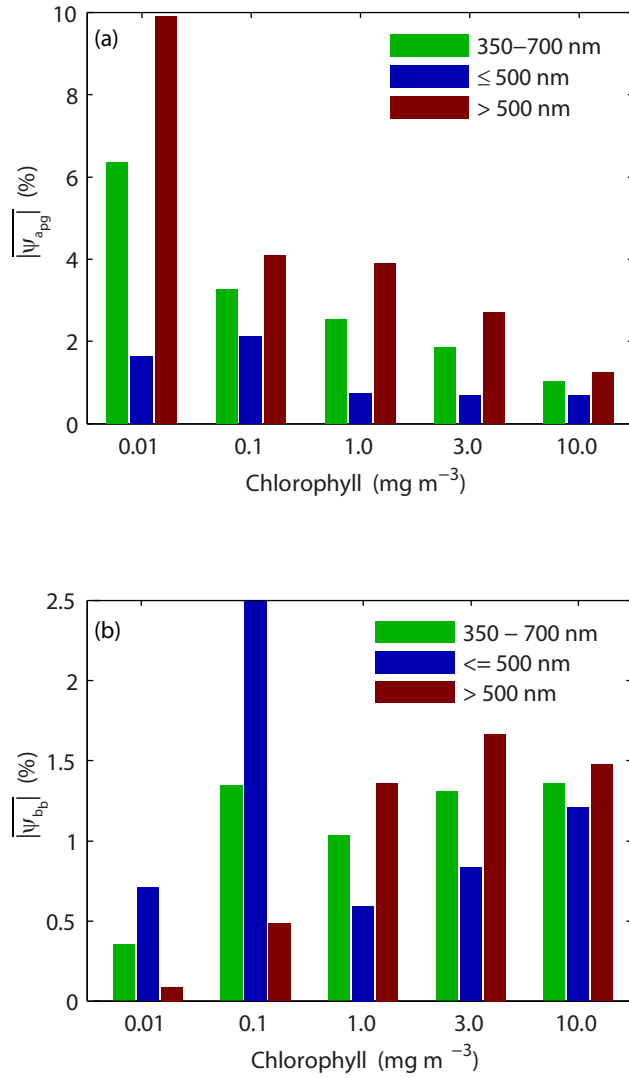 (a)
350−700 nm
≤ 500 nm
> 500 nm
10
8
6
4
2
0
|ψapg| (%)
0.01 0.1 1.0 3.0 10.0
Chlorophyll (mg m−3)
(b)
350 − 700 nm
<= 500 nm
> 500 nm
2.5
2
1.5
1
0.5
0
|ψbb| (%)
0.01 0.1 1.0 3.0 10.0
Chlorophyll (mg m −3)